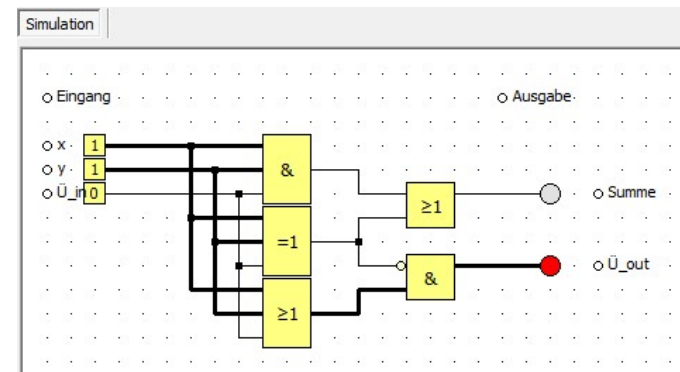 Simulation
Eingang
Ausgabe
x 1
y 1
Ü_in 0
&
Summe
≥1
=1
Ü_out
&
≥1